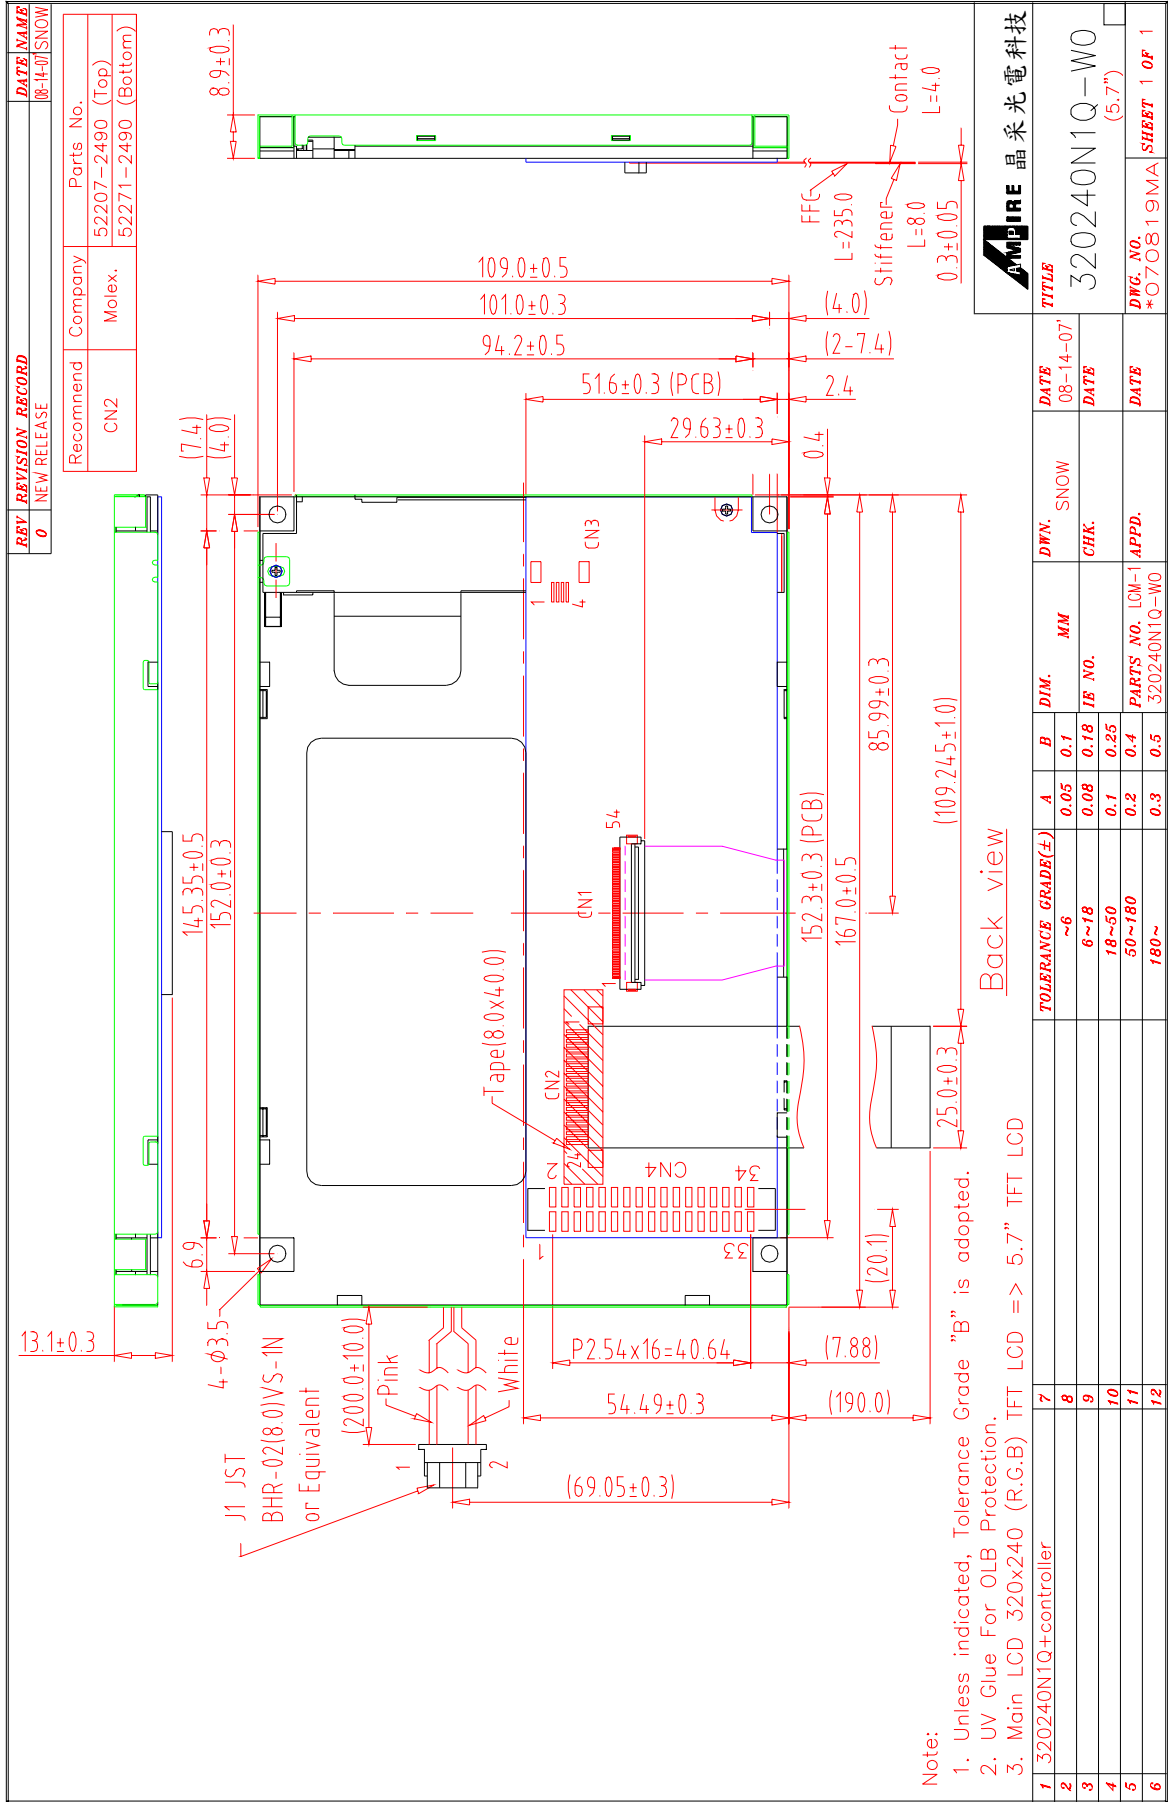 REV REVISION RECORD DATE NAME
0 NEW RELEASE 08-14-07' SNOW
Recomnend Company Parts No.
CN2 Molex. 52207-2490 (Top)
52271-2490 (Bottom)
13.1±0.3
8.9±0.3
6.9
145.35±0.5
(7.4)
152.0±0.3
(4.0)
4-Ø3.5
109.0±0.5
101.0±0.3
(4.0)
94.2±0.5
(2-7.4)
51.6±0.3 (PCB)
2.4
29.63±0.3
0.4
FFC
L=235.0
Stiffener
L=8.0
0.3±0.05
Contact
L=4.0
J1 JST
BHR-02(8.0)VS-1N
or Equivalent
(200.0±10.0)
Pink
White
1
2
Tape(8.0x40.0)
CN2
24
1
CN1
1
54
CN3
1
4
CN4
2
34
1
33
P2.54x16=40.64
(7.88)
54.49±0.3
(190.0)
(69.05±0.3)
(20.1)
152.3±0.3 (PCB)
167.0±0.5
85.99±0.3
25.0±0.3
(109.245±1.0)
Back view
Note:
1. Unless indicated, Tolerance Grade "B" is adopted.
2. UV Glue For OLB Protection.
3. Main LCD 320x240 (R.G.B) TFT LCD => 5.7" TFT LCD
AMPIRE 晶采光電科技
1 320240N1Q+controller
2
3
4
5
6
7
8
9
10
11
12
TOLERANCE GRADE(±) A B
~6 0.05 0.1
6~18 0.08 0.18
18~50 0.1 0.25
50~180 0.2 0.4
180~ 0.3 0.5
DIM. MM
IE NO.
PARTS NO. LCM-1
320240N1Q-W0
DWN. SNOW
DATE 08-14-07'
CHK.
DATE
APPD.
DATE
TITLE
320240N1Q-W0
(5.7")
DWG. NO.
*070819MA
SHEET 1 OF 1